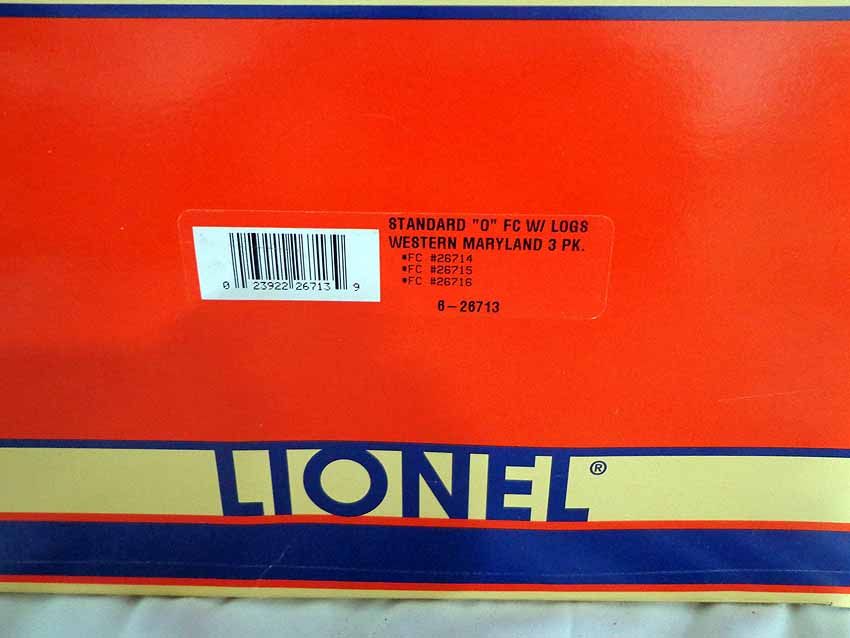 STANDARD "O" FC W/ LOGS
WESTERN MARYLAND 3 PK.
*FC #26714
*FC #26715
*FC #26716
6-26713
0 23922 26713 9
LIONEL®